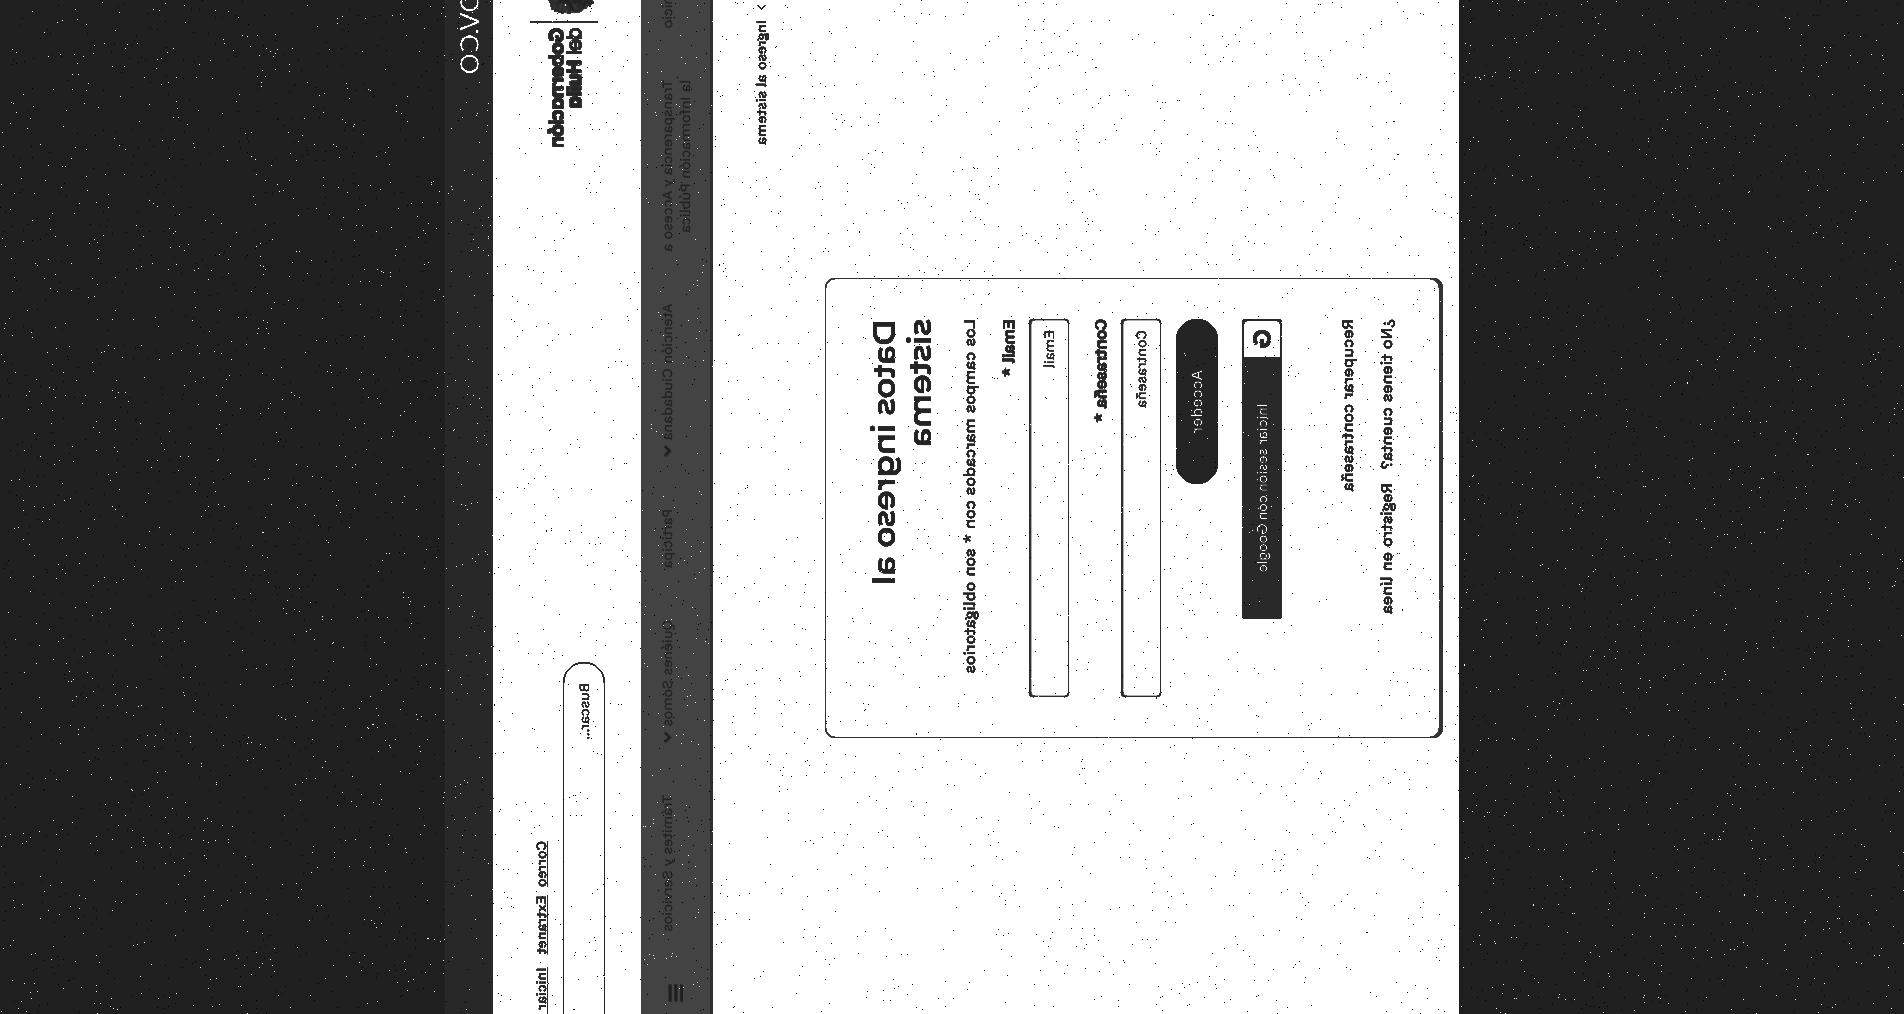 OV.CO
Gobernación
del Huila
Buscar...
Correo Extranet Iniciar
icio
Transparencia y Acceso a
la Información Pública
Atención Ciudadana
Participa
Quiénes Somos
Trámites y Servicios
› Ingreso al sistema
Datos ingreso al
sistema
Los campos marcados con * son obligatorios
Email *
Email
Contraseña *
Contraseña
Acceder
G Iniciar sesión con Google
Recuperar contraseña
¿No tienes cuenta? Registro en línea